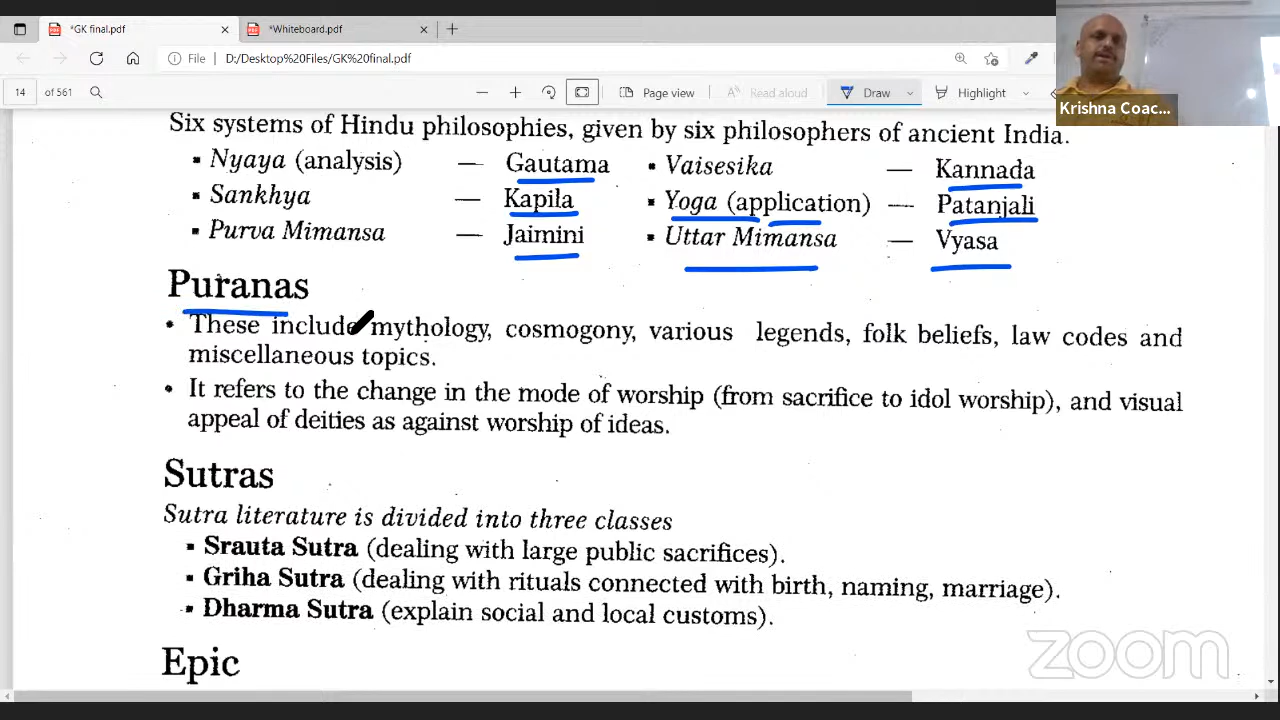 *GK final.pdf
*Whiteboard.pdf
File D:/Desktop%20Files/GK%20final.pdf
14 of 561
Page view
Read aloud
Draw
Highlight
Krishna Coac...
Six systems of Hindu philosophies, given by six philosophers of ancient India.
▪ Nyaya (analysis) — Gautama ▪ Vaisesika — Kannada
▪ Sankhya — Kapila ▪ Yoga (application) — Patanjali
▪ Purva Mimansa — Jaimini ▪ Uttar Mimansa — Vyasa
Puranas
• These include mythology, cosmogony, various legends, folk beliefs, law codes and
miscellaneous topics.
• It refers to the change in the mode of worship (from sacrifice to idol worship), and visual
appeal of deities as against worship of ideas.
Sutras
Sutra literature is divided into three classes
▪ Srauta Sutra (dealing with large public sacrifices).
▪ Griha Sutra (dealing with rituals connected with birth, naming, marriage).
▪ Dharma Sutra (explain social and local customs).
Epic
zoom